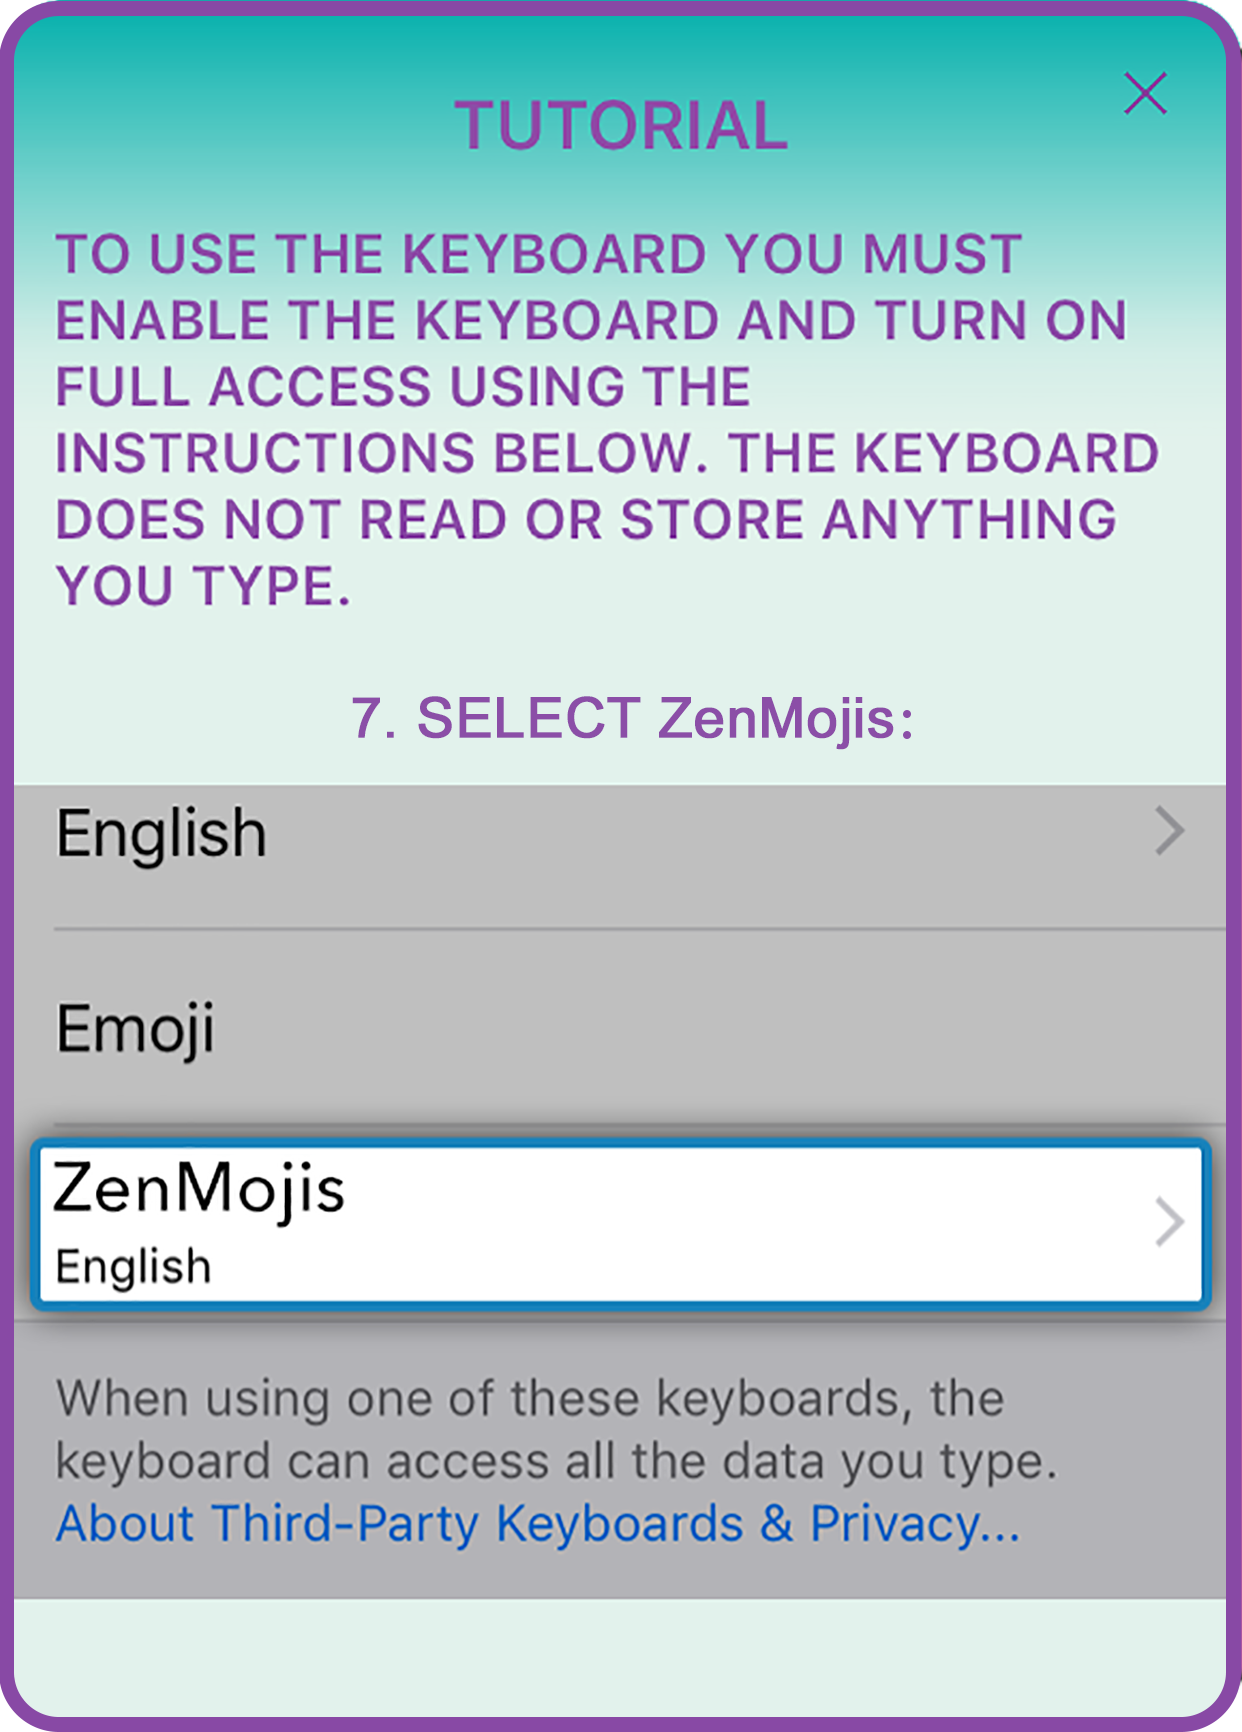 TUTORIAL
TO USE THE KEYBOARD YOU MUST
ENABLE THE KEYBOARD AND TURN ON
FULL ACCESS USING THE
INSTRUCTIONS BELOW. THE KEYBOARD
DOES NOT READ OR STORE ANYTHING
YOU TYPE.
7. SELECT ZenMojis:
English
Emoji
ZenMojis
English
When using one of these keyboards, the
keyboard can access all the data you type.
About Third-Party Keyboards & Privacy...